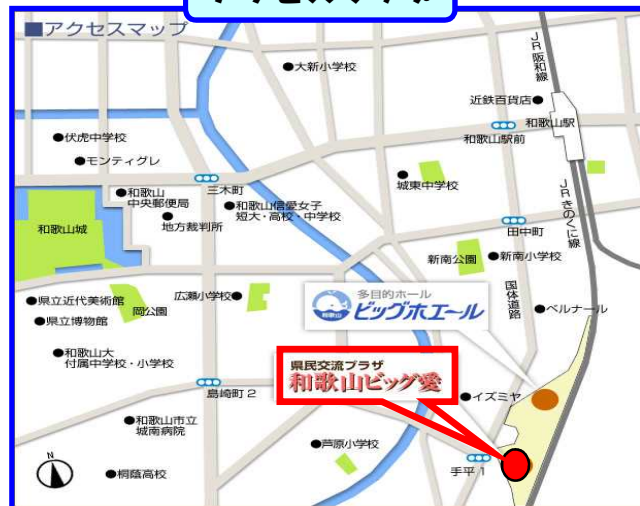 ■アクセスマップ
JR阪和線
●大新小学校
近鉄百貨店●
和歌山駅
和歌山駅前
●伏虎中学校
●モンティグレ
三木町
●城東中学校
●和歌山
中央郵便局
●和歌山信愛女子
短大・高校・中学校
●地方裁判所
和歌山城
田中町
JRきのくに線
新南公園
●新南小学校
国体道路
●県立近代美術館
岡公園
広瀬小学校●
多目的ホール
和歌山
ビッグホエール
●ベルナール
●県立博物館
●和歌山大
付属中学校・小学校
県民交流プラザ
和歌山ビッグ愛
島崎町2
●イズミヤ
●和歌山市立
城南病院
●芦原小学校
手平1
N
●桐蔭高校